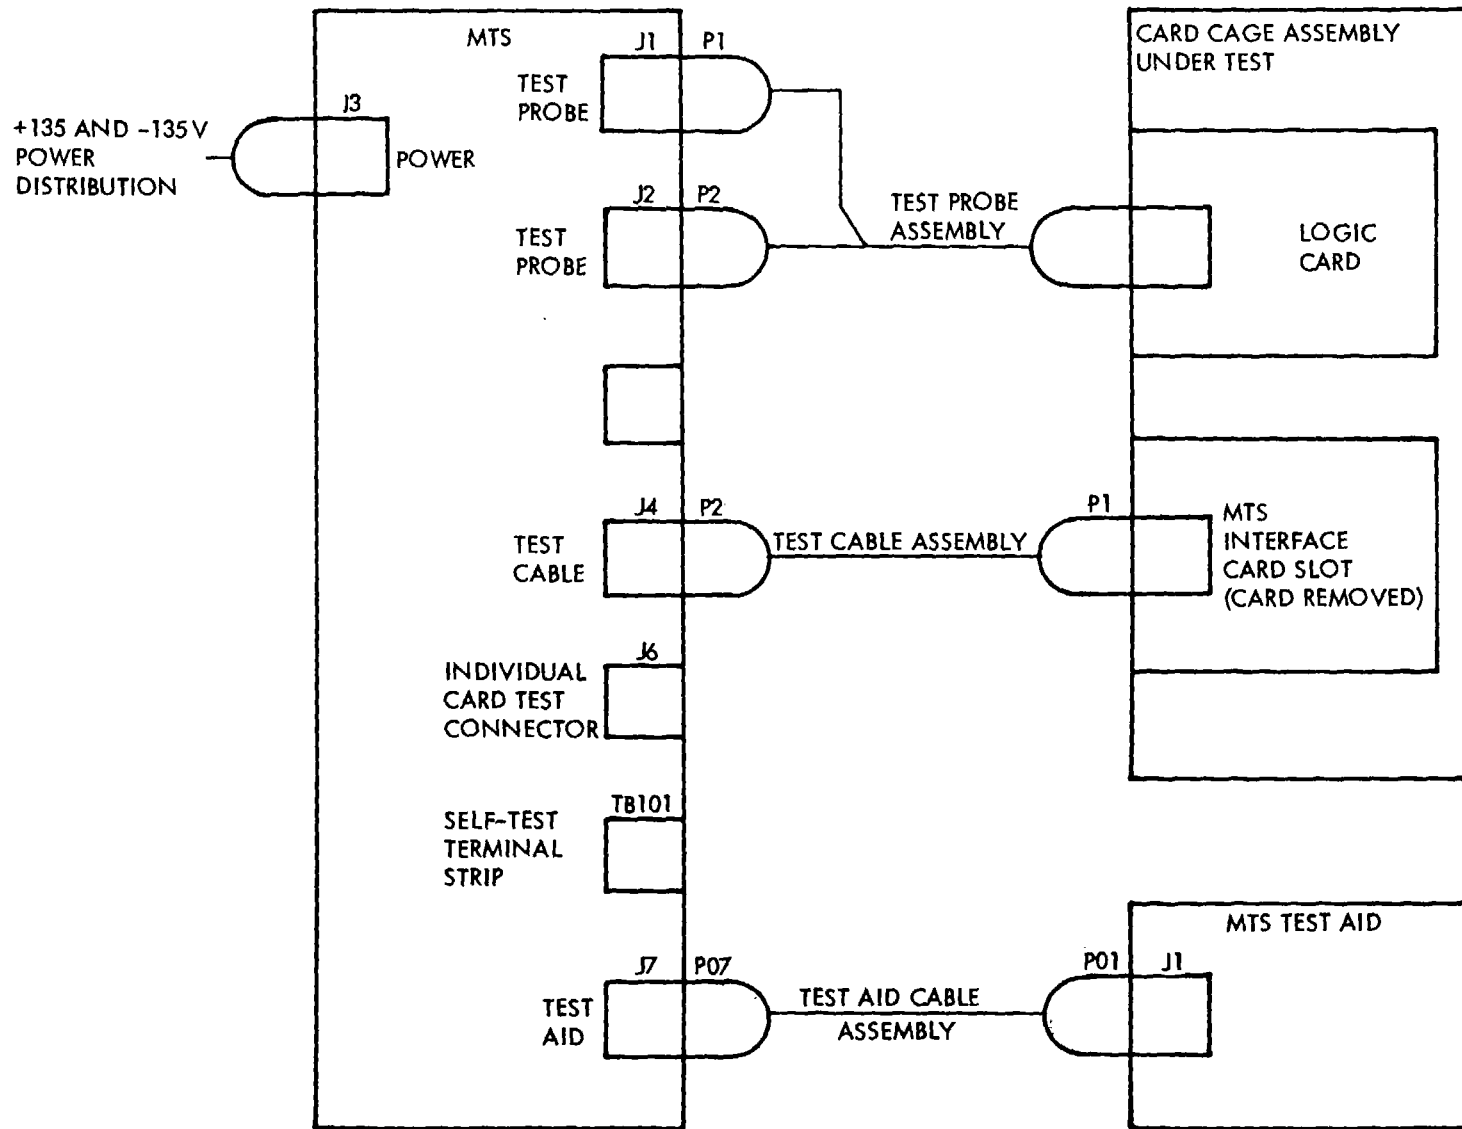 MTS
J1 P1
TEST
PROBE
J3
+135 AND -135V
POWER
DISTRIBUTION
POWER
J2 P2
TEST
PROBE
TEST PROBE
ASSEMBLY
CARD CAGE ASSEMBLY
UNDER TEST
LOGIC
CARD
J4 P2
TEST
CABLE
TEST CABLE ASSEMBLY
P1
MTS
INTERFACE
CARD SLOT
(CARD REMOVED)
J6
INDIVIDUAL
CARD TEST
CONNECTOR
TB101
SELF-TEST
TERMINAL
STRIP
J7 P07
TEST
AID
TEST AID CABLE
ASSEMBLY
MTS TEST AID
P01 J1